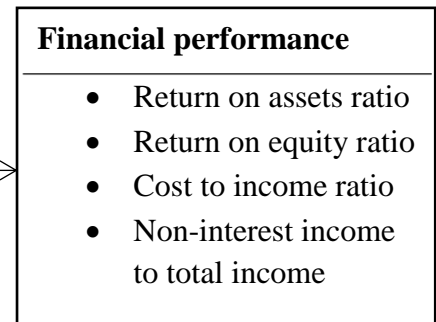 Financial performance
• Return on assets ratio
• Return on equity ratio
• Cost to income ratio
• Non-interest income
to total income